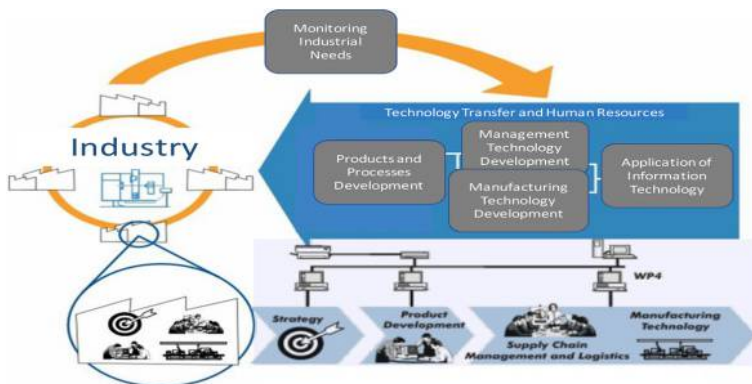 Monitoring
Industrial
Needs
Technology Transfer and Human Resources
Industry
Products and
Processes
Development
Management
Technology
Development
Manufacturing
Technology
Development
Application of
Information
Technology
WP4
Strategy
Product
Development
Supply Chain
Management and Logistics
Manufacturing
Technology